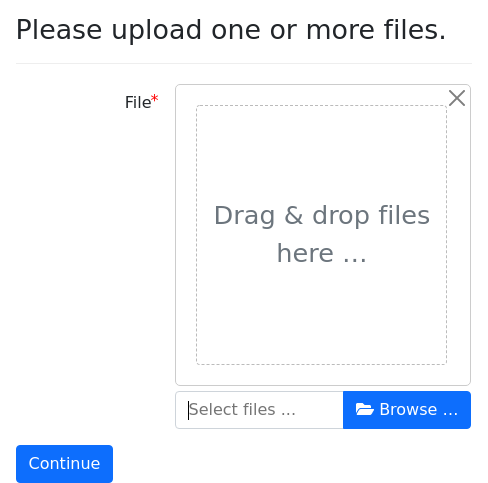 Please upload one or more files.
File*
Drag & drop files
here ...
Select files ...
Browse ...
Continue